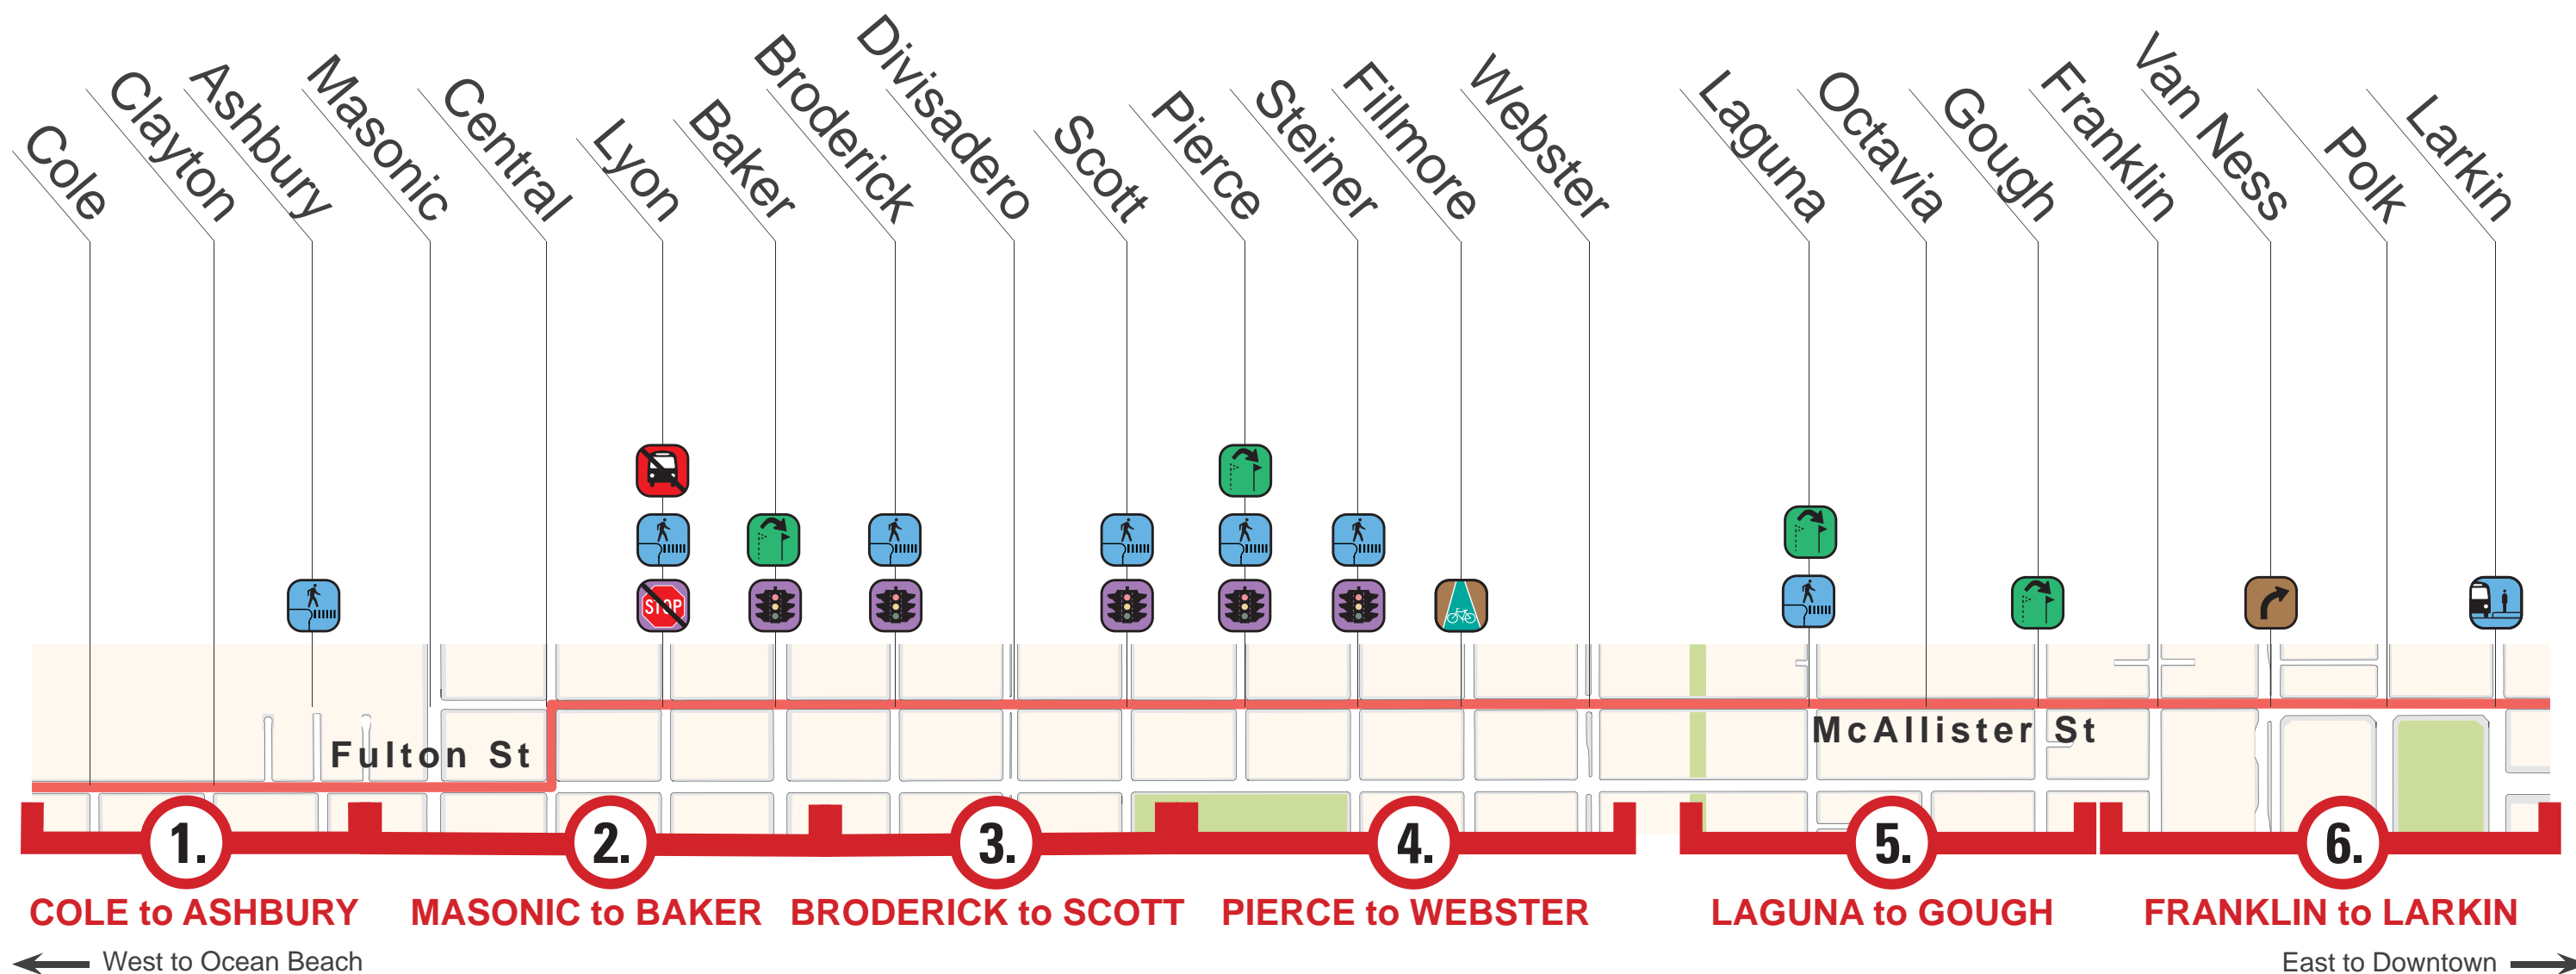 Cole
Clayton
Ashbury
Masonic
Central
Lyon
Baker
Broderick
Divisadero
Scott
Pierce
Steiner
Fillmore
Webster
Laguna
Octavia
Gough
Franklin
Van Ness
Polk
Larkin
STOP
Fulton St
McAllister St
1.
2.
3.
4.
5.
6.
COLE to ASHBURY
MASONIC to BAKER
BRODERICK to SCOTT
PIERCE to WEBSTER
LAGUNA to GOUGH
FRANKLIN to LARKIN
West to Ocean Beach
East to Downtown